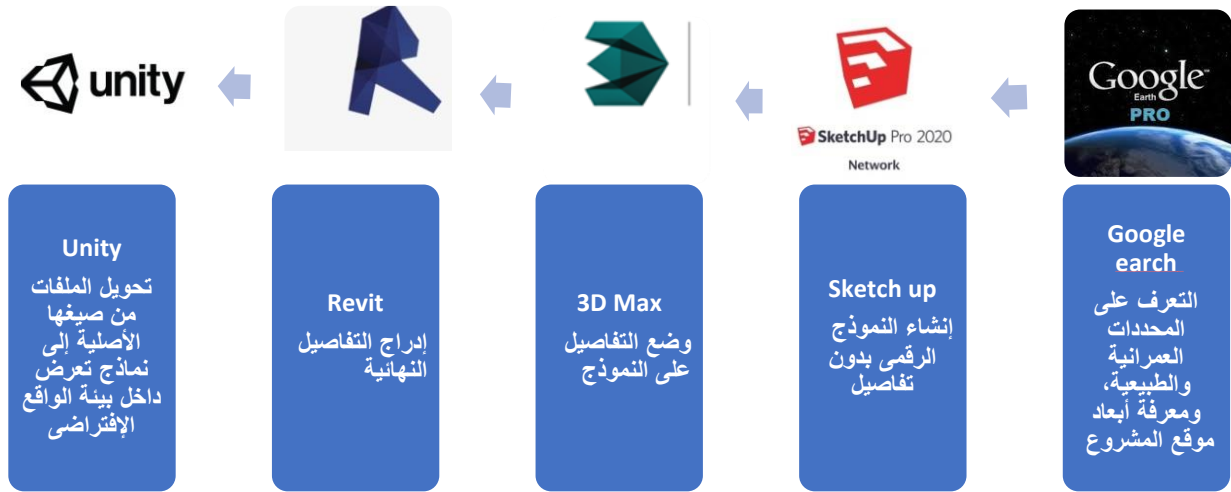 Google
Earth
PRO
SketchUp Pro 2020
Network
unity
Google
earch
التعرف على
المحددات
العمرانية
والطبيعية،
ومعرفة أبعاد
موقع المشروع
Sketch up
إنشاء النموذج
الرقمى بدون
تفاصيل
3D Max
وضع التفاصيل
على النموذج
Revit
إدراج التفاصيل
النهائية
Unity
تحويل الملفات
من صيغها
الأصلية إلى
نماذج تعرض
داخل بيئة الواقع
الإفتراضى